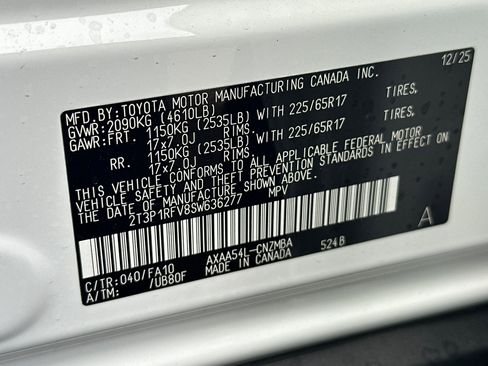 12/25
MFD. BY: TOYOTA MOTOR MANUFACTURING CANADA INC.
GVWR: 2090KG (4610LB)
GAWR: FRT. 1150KG (2535LB) WITH 225/65R17 TIRES,
17x7.0J RIMS.
RR. 1150KG (2535LB) WITH 225/65R17 TIRES,
17x7.0J RIMS.
THIS VEHICLE CONFORMS TO ALL APPLICABLE FEDERAL MOTOR
VEHICLE SAFETY AND THEFT PREVENTION STANDARDS IN EFFECT
ON THE DATE OF MANUFACTURE SHOWN ABOVE.
2T3P1RFV8SW636277 MPV
A
C/TR: 040/FA10 AXAA54L-CNZMBA 524B
A/TM: /UB80F MADE IN CANADA